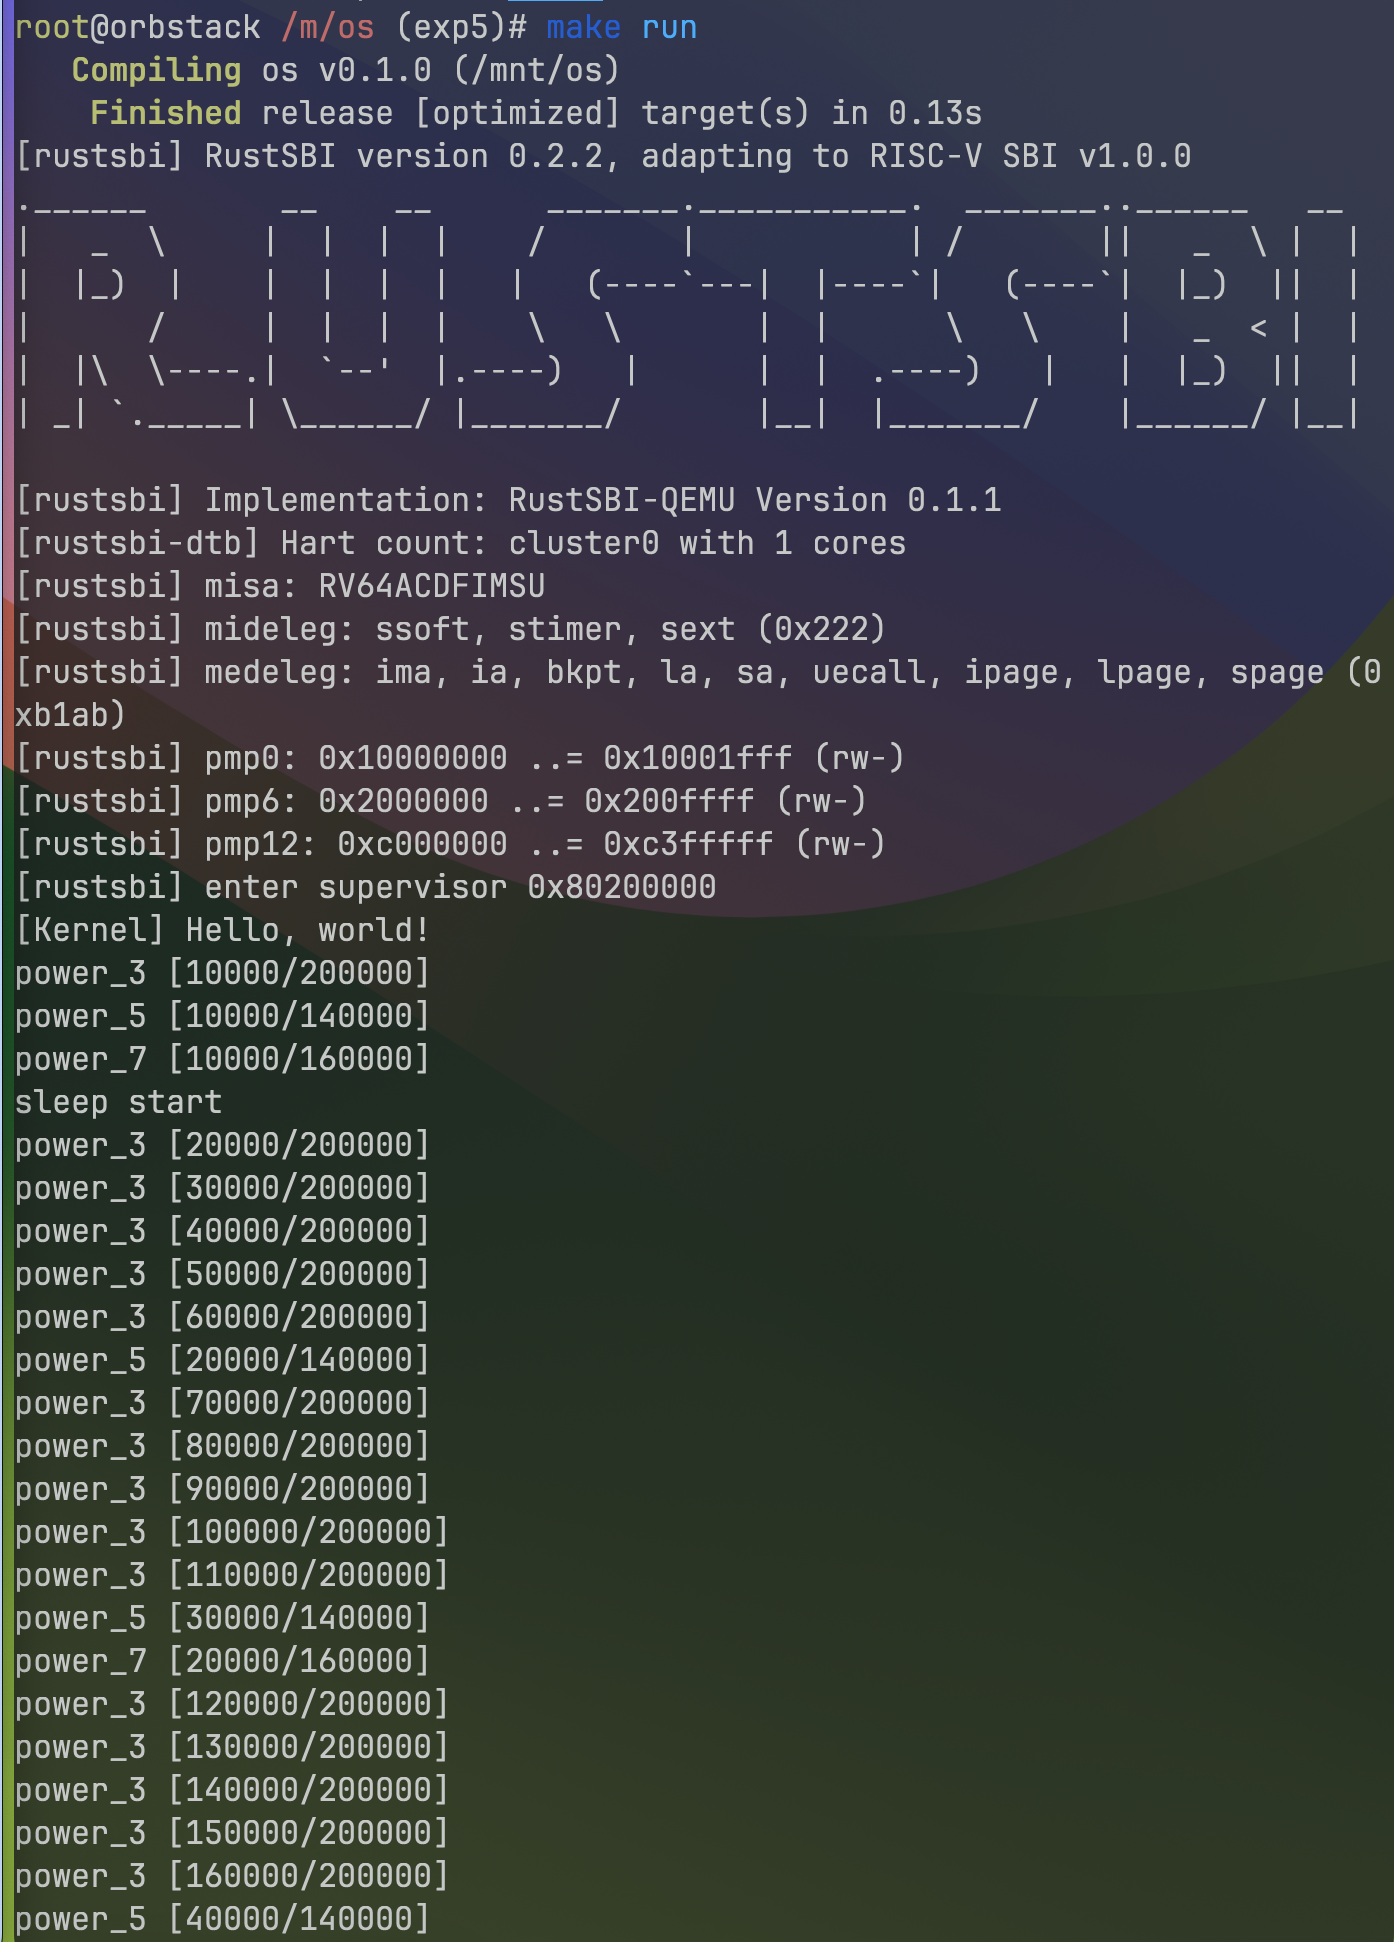 root@orbstack /m/os (exp5)# make run
   Compiling os v0.1.0 (/mnt/os)
    Finished release [optimized] target(s) in 0.13s
[rustsbi] RustSBI version 0.2.2, adapting to RISC-V SBI v1.0.0
.______       __    __      _______.___________.  _______..______   __
|   _  \     |  |  |  |    /       |           | /       ||   _  \ |  |
|  |_)  |    |  |  |  |   |   (----`---|  |----`|   (----`|  |_)  ||  |
|      /     |  |  |  |    \   \       |  |      \   \    |   _  < |  |
|  |\  \----.|  `--'  |.----)   |      |  |  .----)   |   |  |_)  ||  |
| _| `._____| \______/ |_______/       |__|  |_______/    |______/ |__|
[rustsbi] Implementation: RustSBI-QEMU Version 0.1.1
[rustsbi-dtb] Hart count: cluster0 with 1 cores
[rustsbi] misa: RV64ACDFIMSU
[rustsbi] mideleg: ssoft, stimer, sext (0x222)
[rustsbi] medeleg: ima, ia, bkpt, la, sa, uecall, ipage, lpage, spage (0
xb1ab)
[rustsbi] pmp0: 0x10000000 ..= 0x10001fff (rw-)
[rustsbi] pmp6: 0x2000000 ..= 0x200ffff (rw-)
[rustsbi] pmp12: 0xc000000 ..= 0xc3fffff (rw-)
[rustsbi] enter supervisor 0x80200000
[Kernel] Hello, world!
power_3 [10000/200000]
power_5 [10000/140000]
power_7 [10000/160000]
sleep start
power_3 [20000/200000]
power_3 [30000/200000]
power_3 [40000/200000]
power_3 [50000/200000]
power_3 [60000/200000]
power_5 [20000/140000]
power_3 [70000/200000]
power_3 [80000/200000]
power_3 [90000/200000]
power_3 [100000/200000]
power_3 [110000/200000]
power_5 [30000/140000]
power_7 [20000/160000]
power_3 [120000/200000]
power_3 [130000/200000]
power_3 [140000/200000]
power_3 [150000/200000]
power_3 [160000/200000]
power_5 [40000/140000]